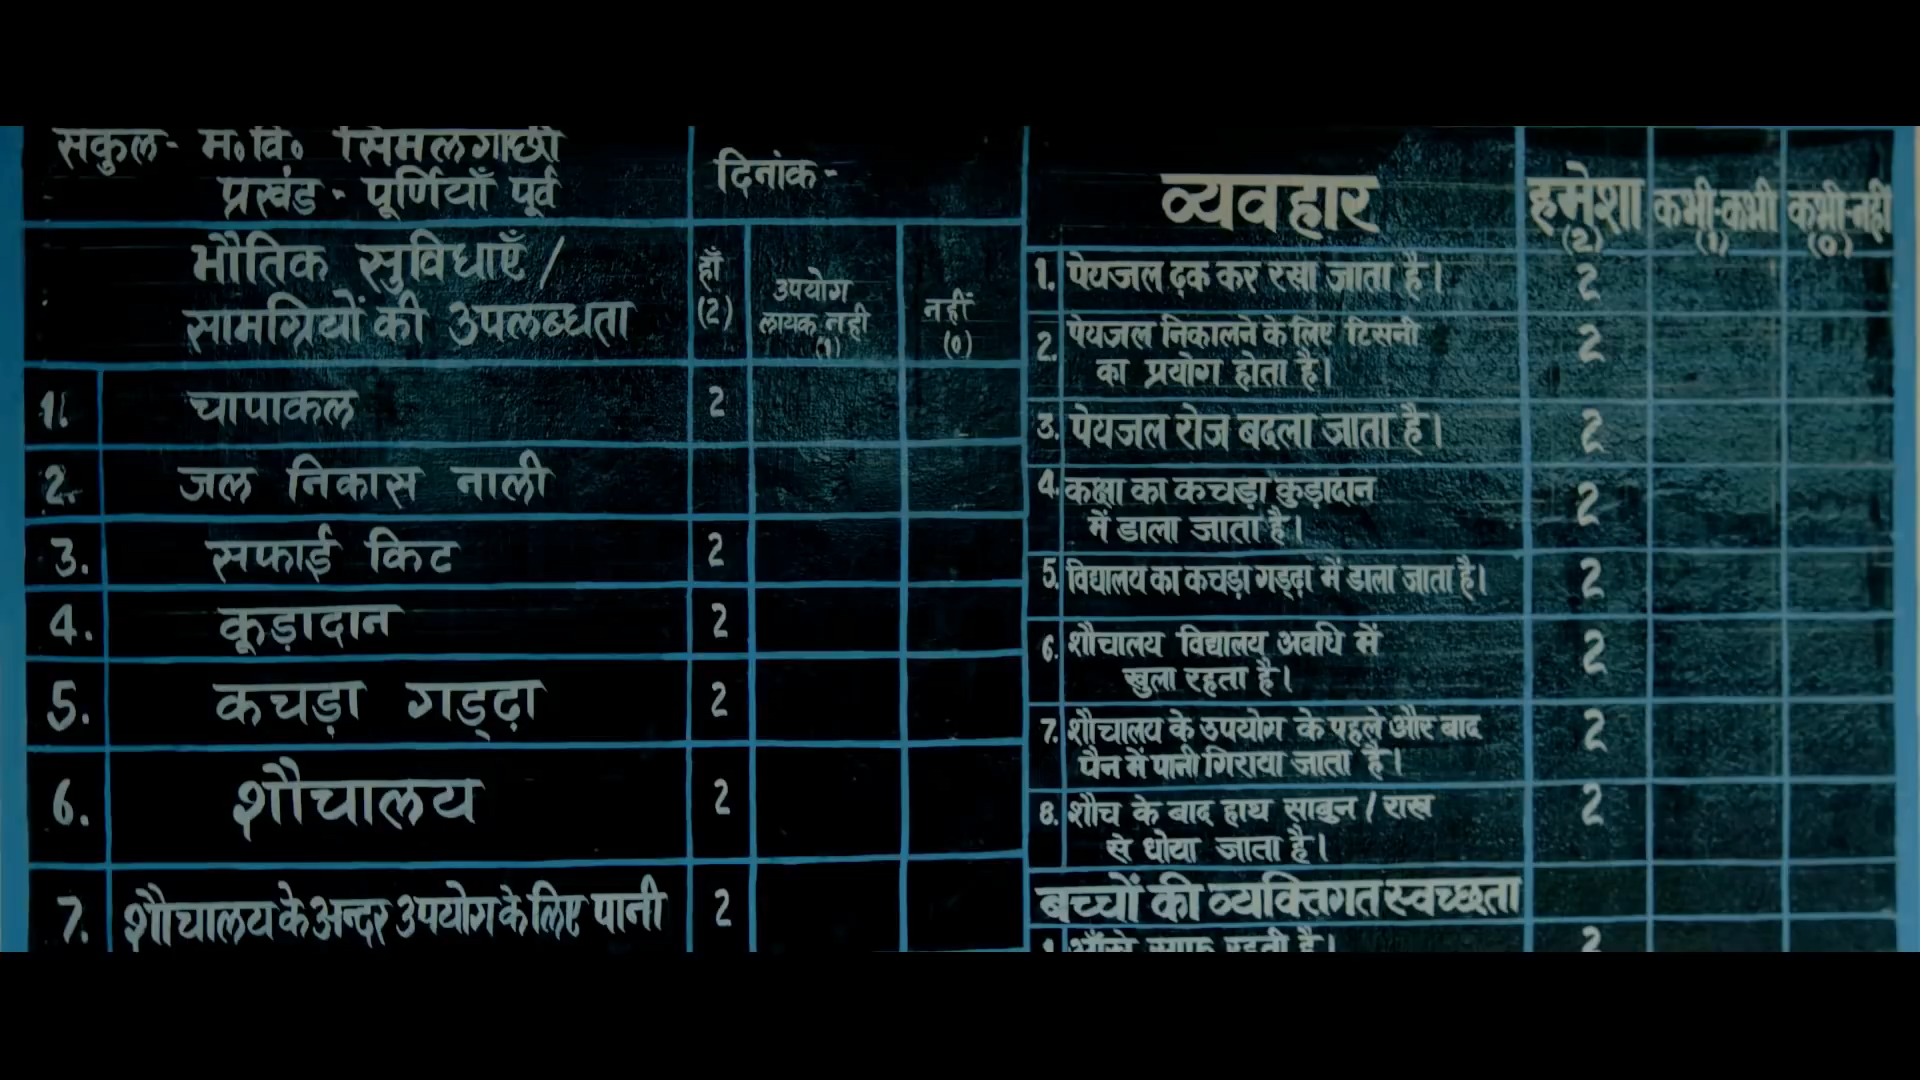 संकुल- म॰वि॰ सिमलगाछी
प्रखंड - पूर्णियाँ पूर्व
दिनांक-
भौतिक सुविधाएँ /
सामग्रियों की उपलब्धता
हाँ
(2)
उपयोग
लायक नही
(1)
नहीं
(0)
1. चापाकल 2
2. जल निकास नाली
3. सफाई किट 2
4. कूड़ादान 2
5. कचड़ा गड्ढ़ा 2
6. शौचालय 2
7. शौचालय के अन्दर उपयोग के लिए पानी 2
व्यवहार
हमेशा
(2)
कभी-कभी
(1)
कभी-नही
(0)
1. पेयजल ढ़क कर रखा जाता है। 2
2. पेयजल निकालने के लिए टिसनी 2
का प्रयोग होता है।
3. पेयजल रोज बदला जाता है। 2
4. कक्षा का कचड़ा कुड़ादान 2
में डाला जाता है।
5. विद्यालय का कचड़ा गड्ढ़ा में डाला जाता है। 2
6. शौचालय विद्यालय अवधि में 2
खुला रहता है।
7. शौचालय के उपयोग के पहले और बाद 2
पैन में पानी गिराया जाता है।
8. शौच के बाद हाथ साबुन / राख 2
से धोया जाता है।
बच्चों की व्यक्तिगत स्वच्छता
1. आँखे साफ रहती है। 2